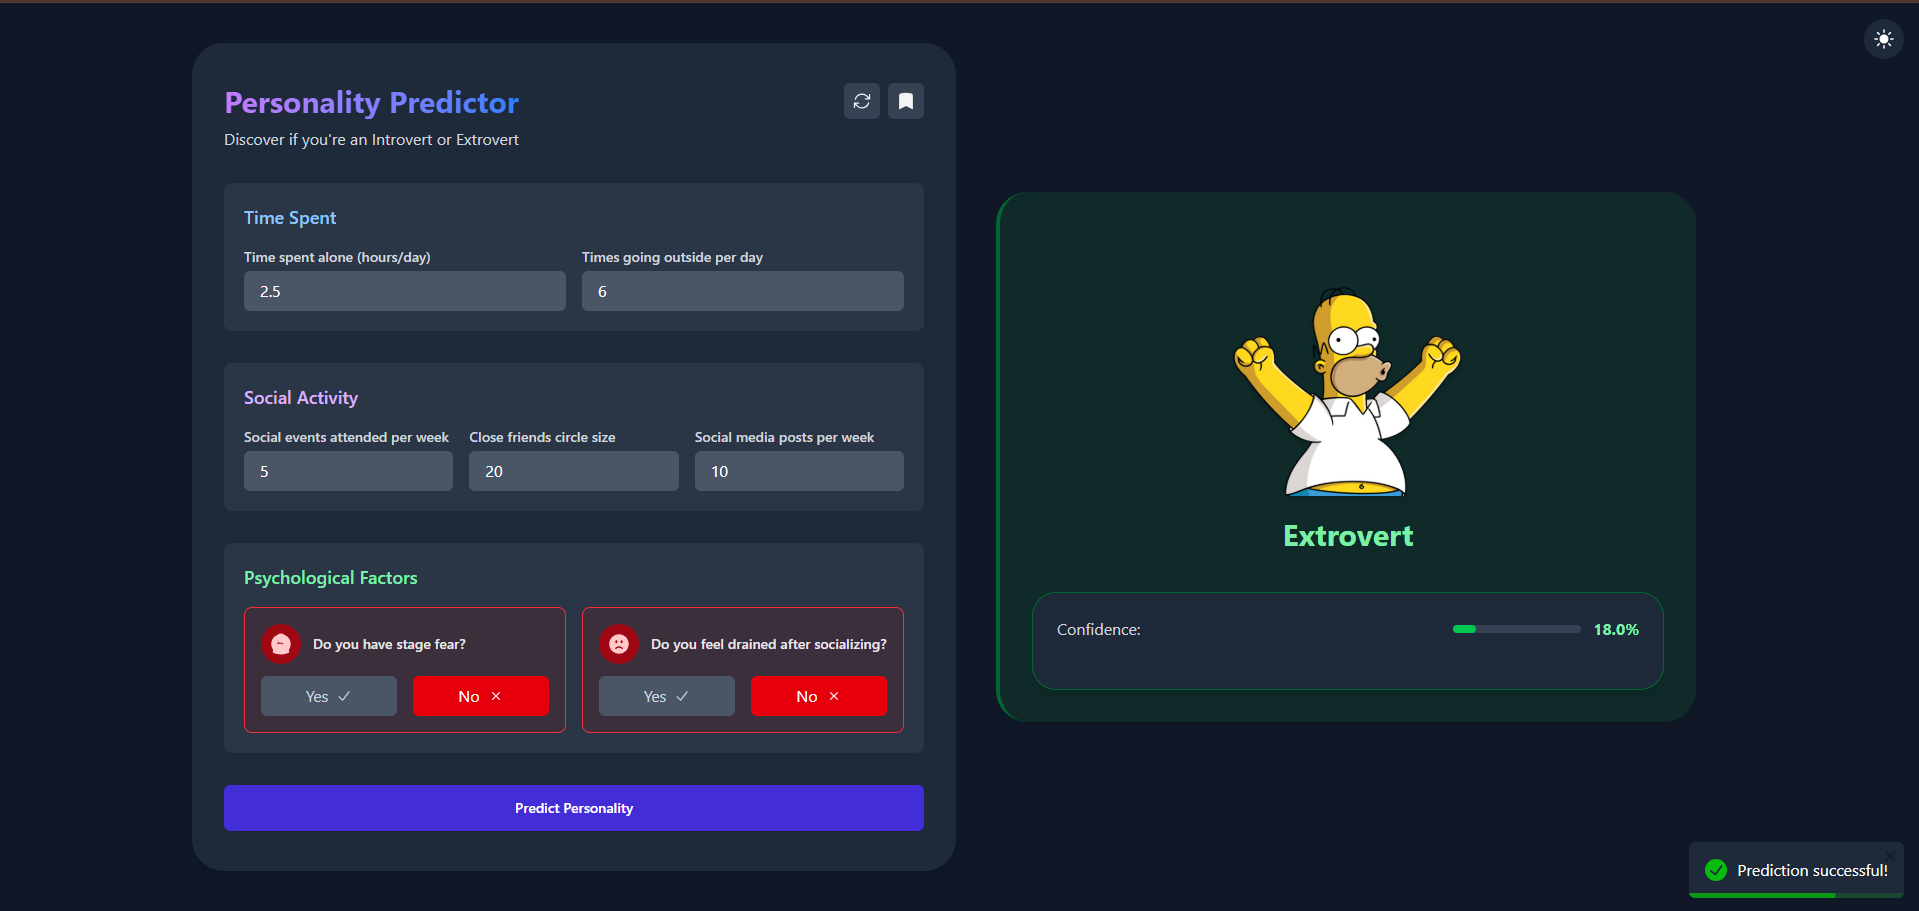 Personality Predictor
Discover if you're an Introvert or Extrovert
Time Spent
Time spent alone (hours/day)
Times going outside per day
2.5
6
Social Activity
Social events attended per week
Close friends circle size
Social media posts per week
5
20
10
Psychological Factors
Do you have stage fear?
Yes
No
Do you feel drained after socializing?
Yes
No
Predict Personality
Extrovert
Confidence:
18.0%
Prediction successful!